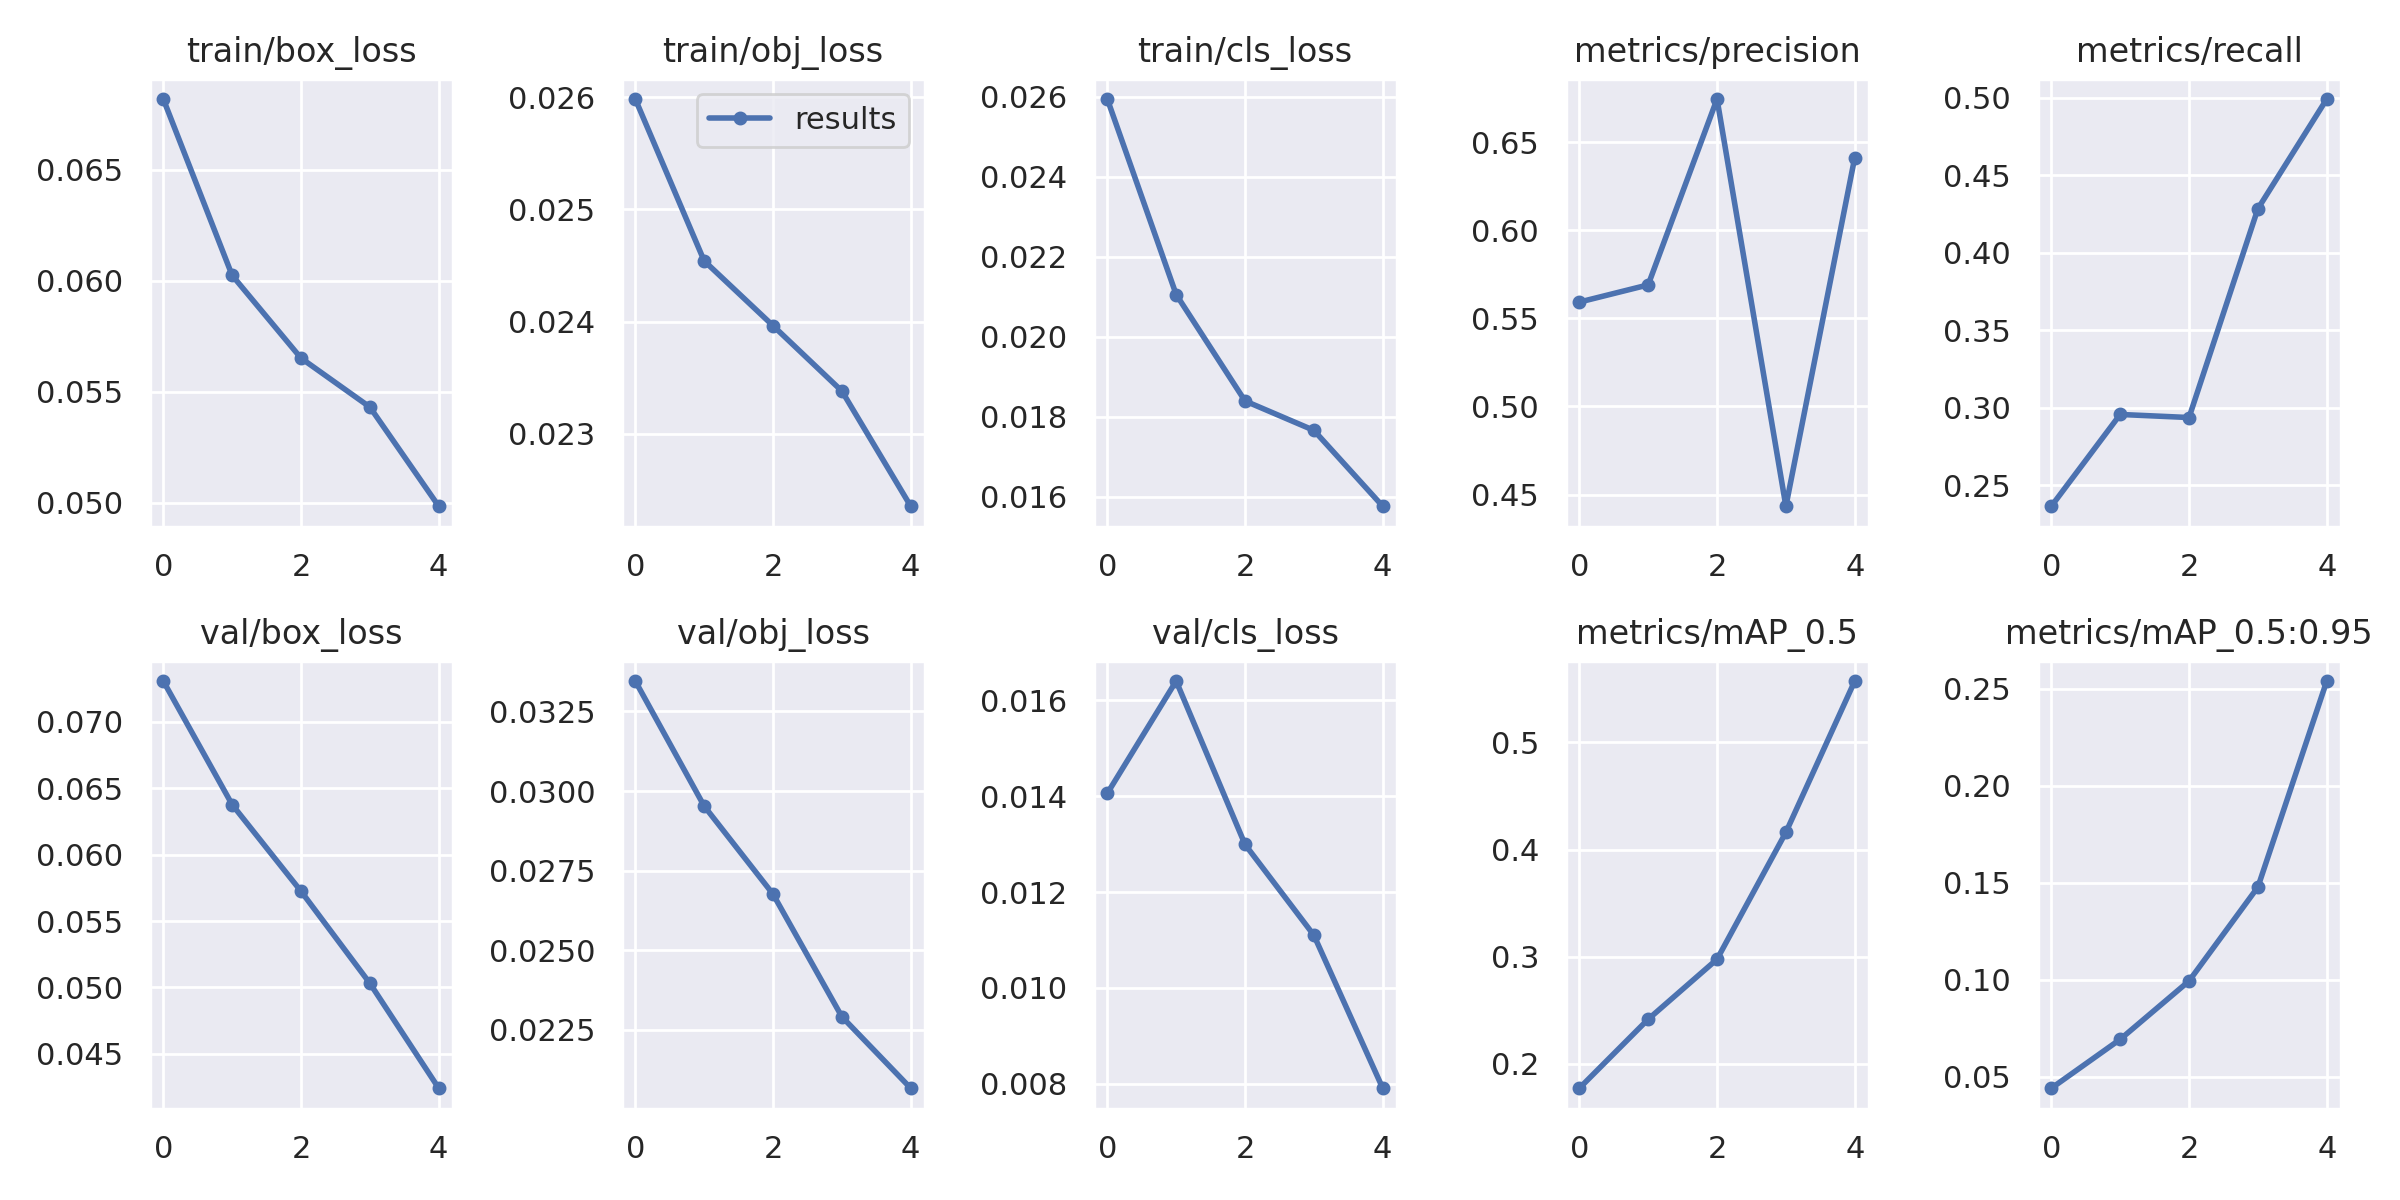 train/box_loss
0.065
0.060
0.055
0.050
0 2 4
train/obj_loss
results
0.026
0.025
0.024
0.023
0 2 4
train/cls_loss
0.026
0.024
0.022
0.020
0.018
0.016
0 2 4
metrics/precision
0.65
0.60
0.55
0.50
0.45
0 2 4
metrics/recall
0.50
0.45
0.40
0.35
0.30
0.25
0 2 4
val/box_loss
0.070
0.065
0.060
0.055
0.050
0.045
0 2 4
val/obj_loss
0.0325
0.0300
0.0275
0.0250
0.0225
0 2 4
val/cls_loss
0.016
0.014
0.012
0.010
0.008
0 2 4
metrics/mAP_0.5
0.5
0.4
0.3
0.2
0 2 4
metrics/mAP_0.5:0.95
0.25
0.20
0.15
0.10
0.05
0 2 4